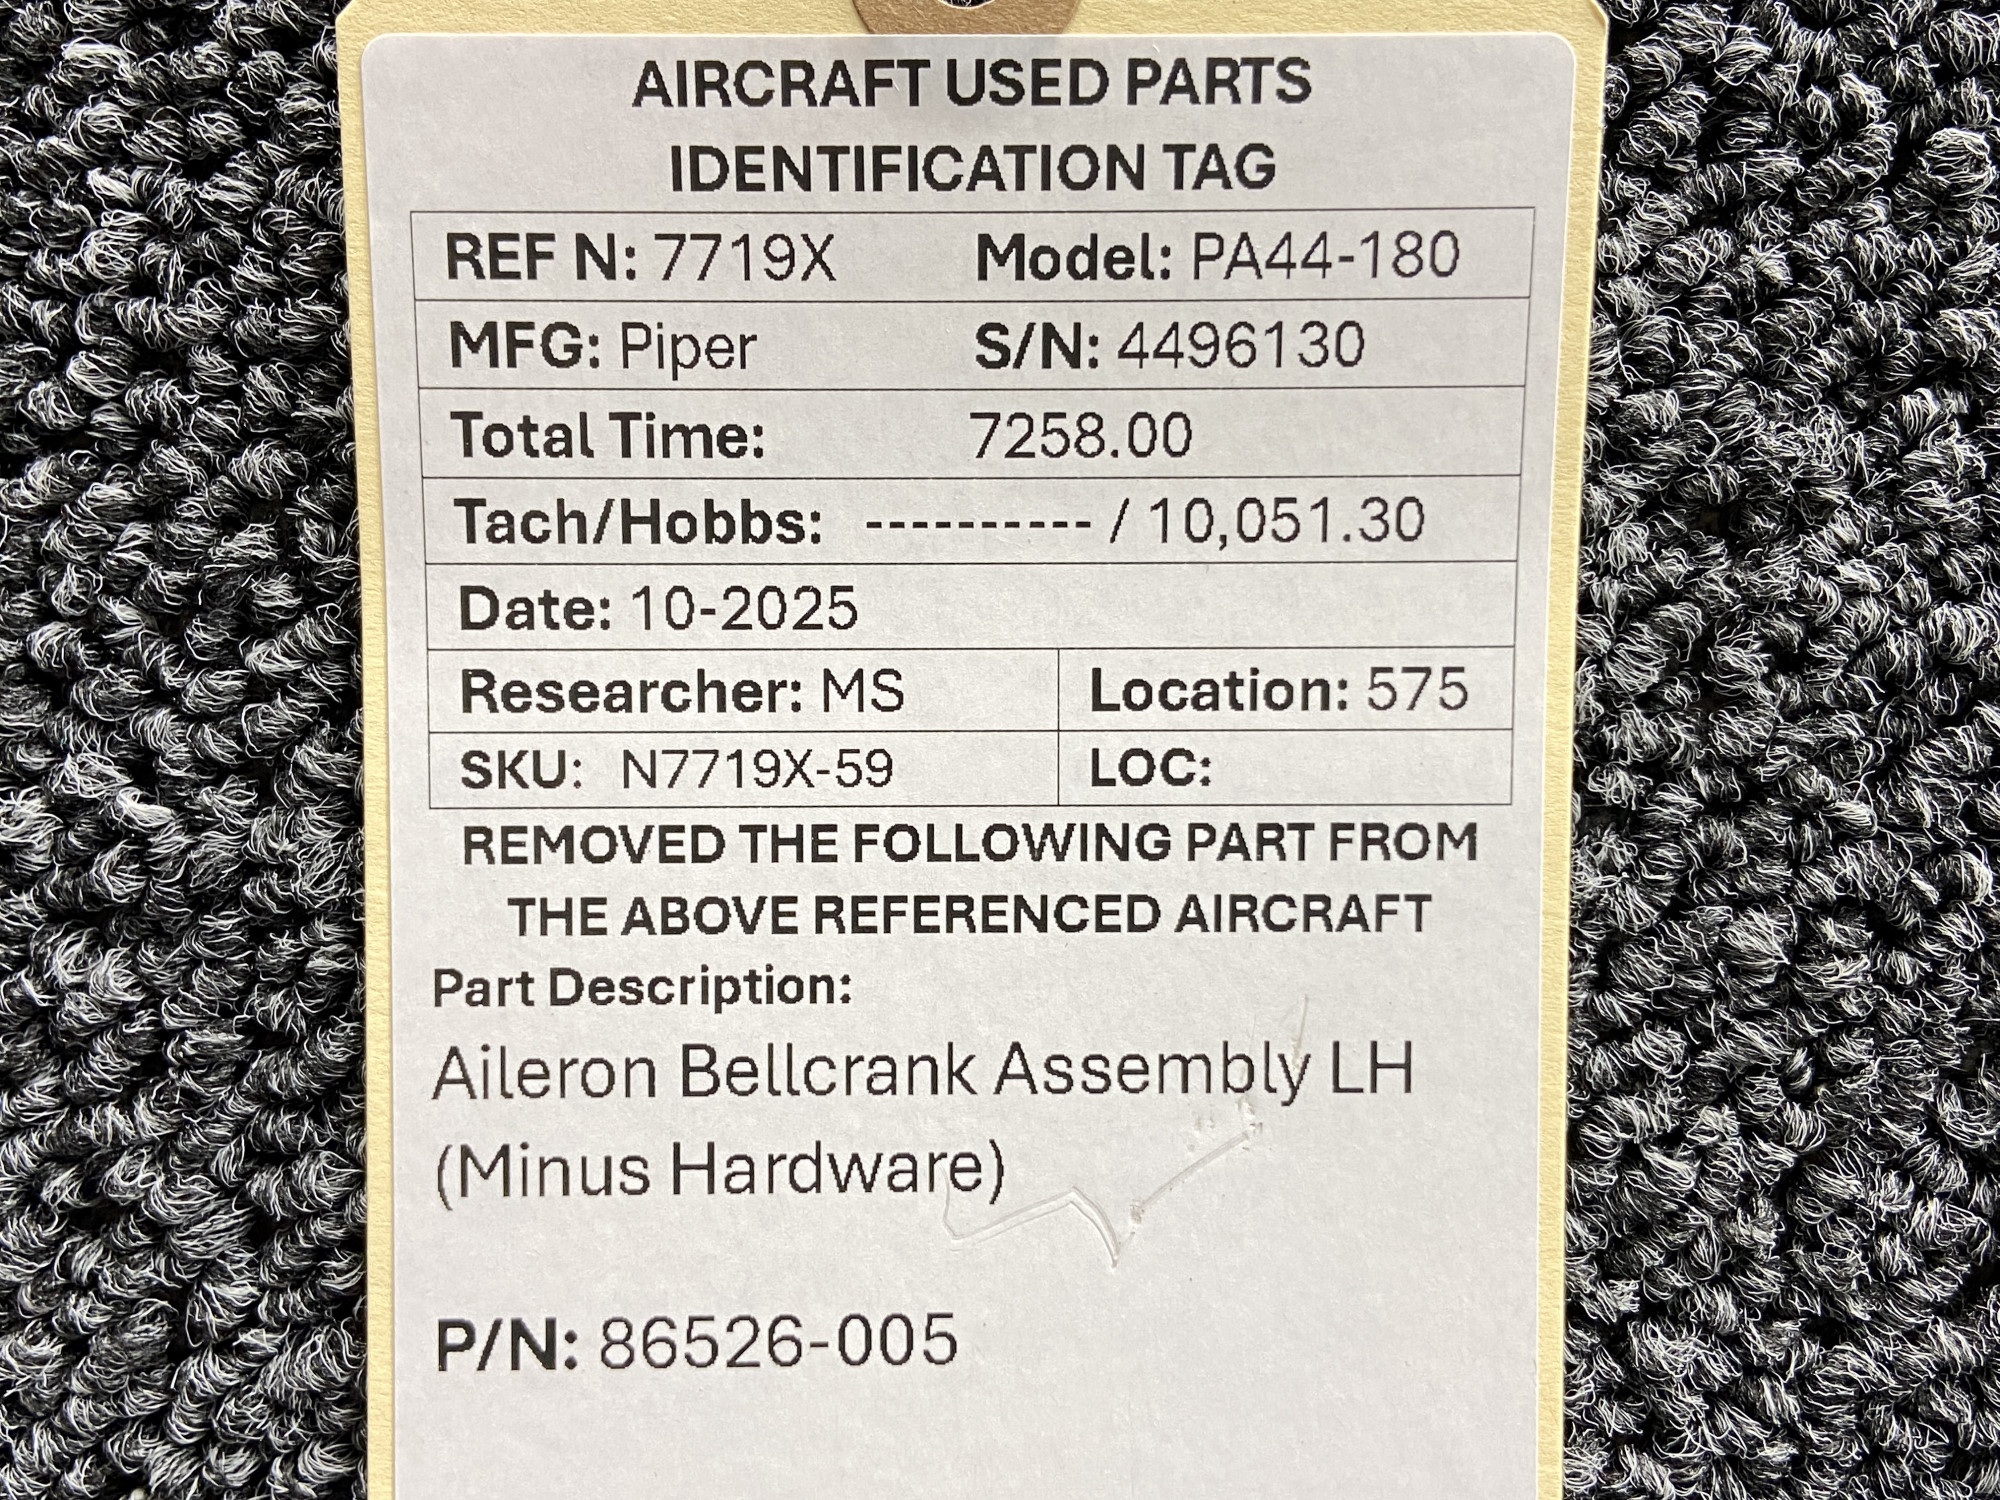 AIRCRAFT USED PARTS
IDENTIFICATION TAG
REF N: 7719X Model: PA44-180
MFG: Piper S/N: 4496130
Total Time: 7258.00
Tach/Hobbs: ---------- / 10,051.30
Date: 10-2025
Researcher: MS Location: 575
SKU: N7719X-59 LOC:
REMOVED THE FOLLOWING PART FROM
THE ABOVE REFERENCED AIRCRAFT
Part Description:
Aileron Bellcrank Assembly LH
(Minus Hardware)
P/N: 86526-005